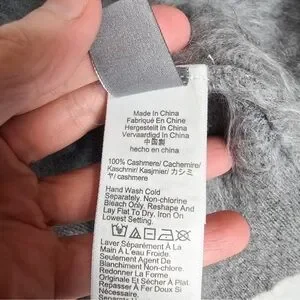 Made In China
Fabriqué En Chine
Hergestellt In China
Vervaardigd In China
中国製
hecho en china
100% Cashmere/ Cachemire/
Kaschmir/ Kasjmier/ カシミ
ヤ/ cashmere
Hand Wash Cold
Separately. Non-chlorine
Bleach Only. Reshape And
Lay Flat To Dry. Iron On
Lowest Setting.
Laver Séparément À La
Main À L'eau Froide.
Seulement Agent De
Blanchiment Non-chlore.
Redonner La Forme
Original Et Sécher À Plat
Repasser À Fer Doux Si
Nécessaire